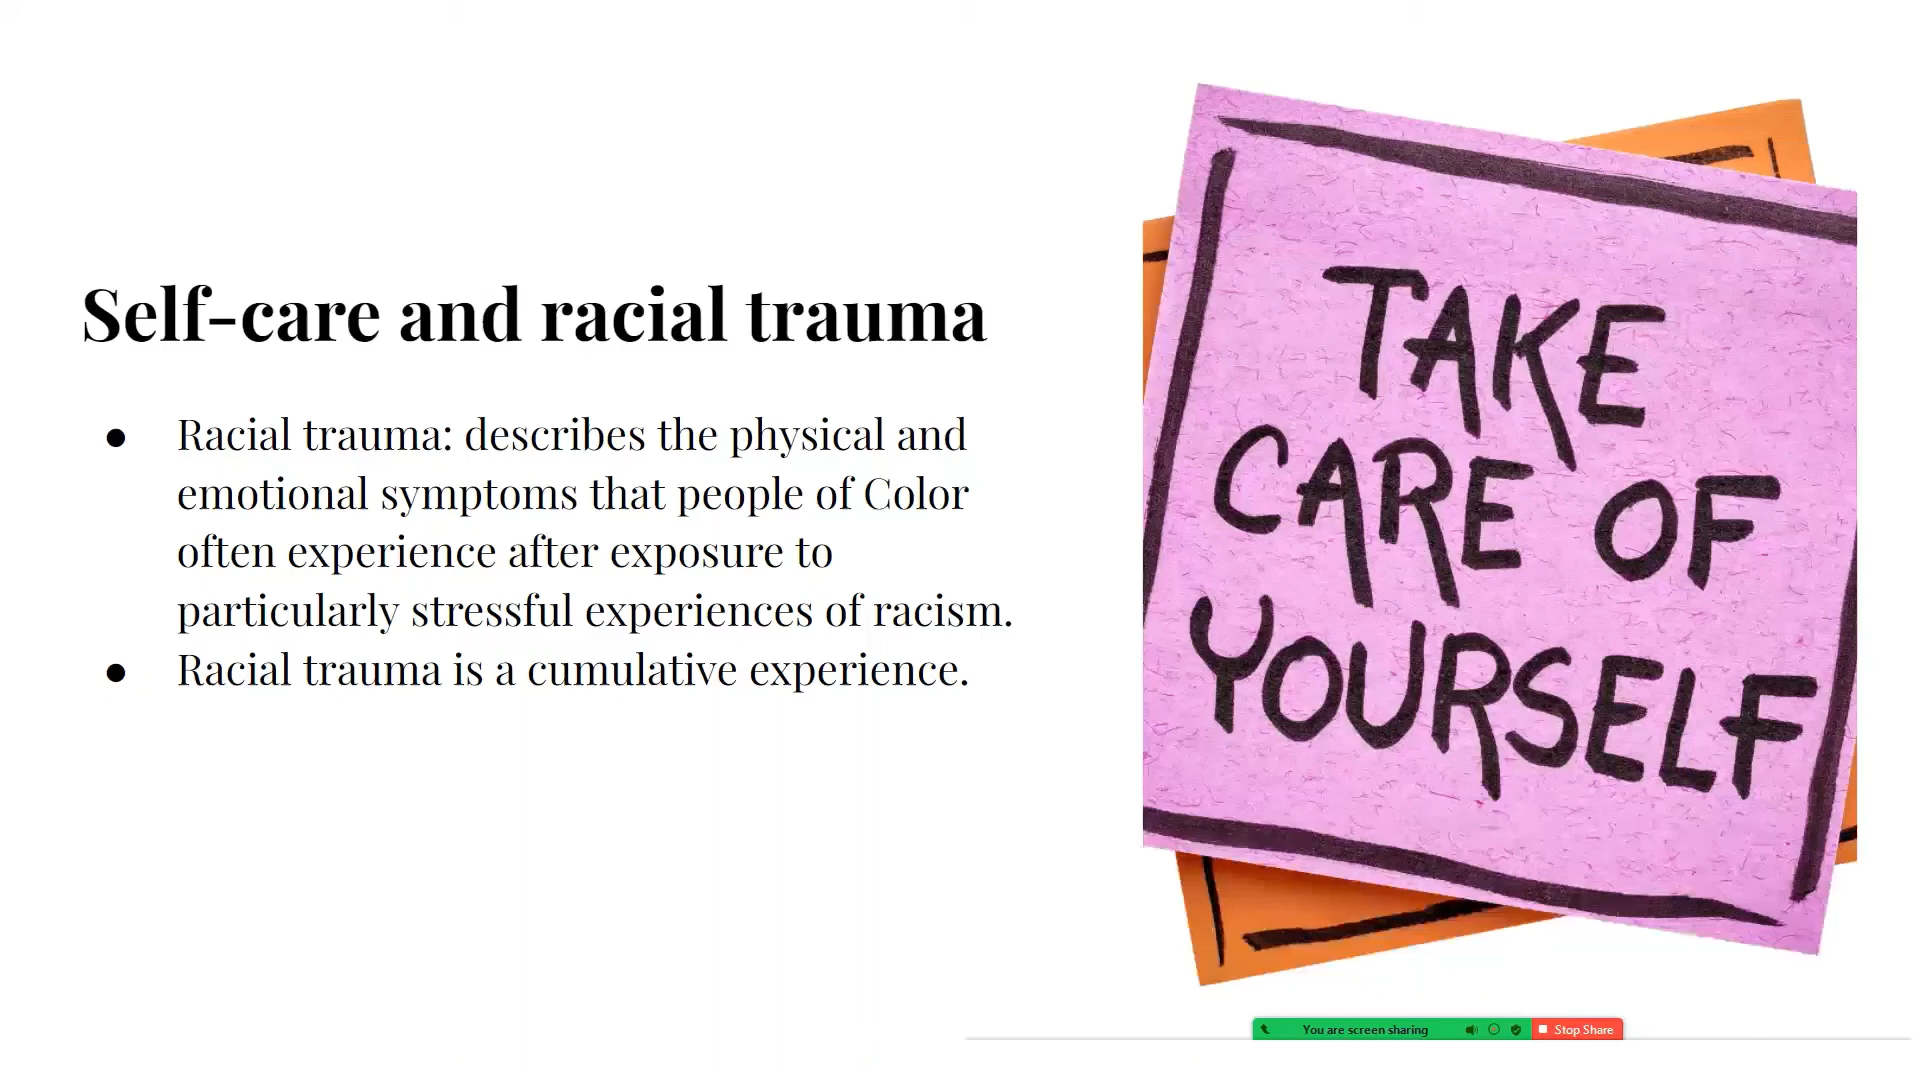 Self-care and racial trauma
● Racial trauma: describes the physical and
emotional symptoms that people of Color
often experience after exposure to
particularly stressful experiences of racism.
● Racial trauma is a cumulative experience.
TAKE
CARE OF
YOURSELF
You are screen sharing
Stop Share